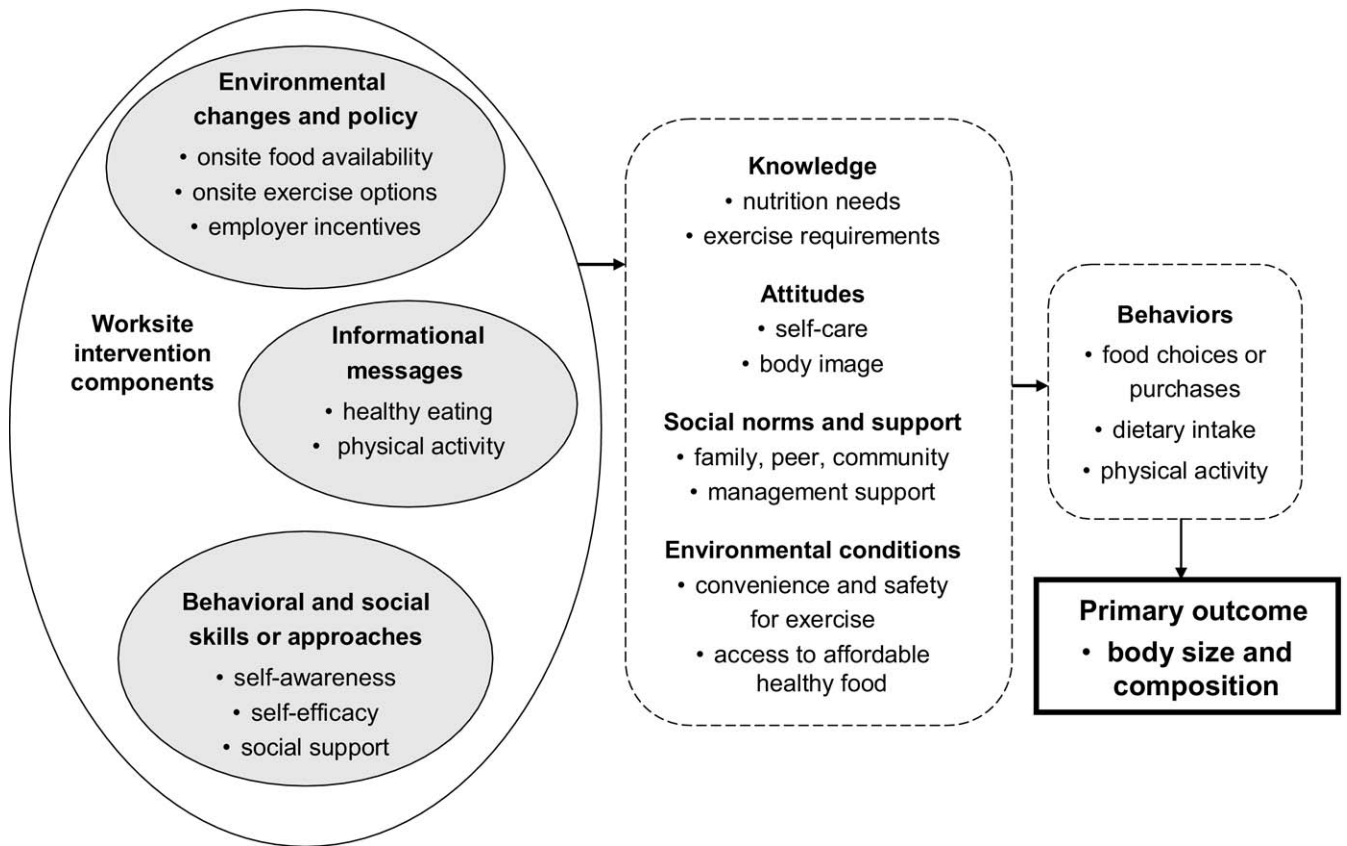 Environmental
changes and policy
• onsite food availability
• onsite exercise options
• employer incentives
Worksite
intervention
components
Informational
messages
• healthy eating
• physical activity
Behavioral and social
skills or approaches
• self-awareness
• self-efficacy
• social support
Knowledge
• nutrition needs
• exercise requirements
Attitudes
• self-care
• body image
Social norms and support
• family, peer, community
• management support
Environmental conditions
• convenience and safety
for exercise
• access to affordable
healthy food
Behaviors
• food choices or
purchases
• dietary intake
• physical activity
Primary outcome
• body size and
composition